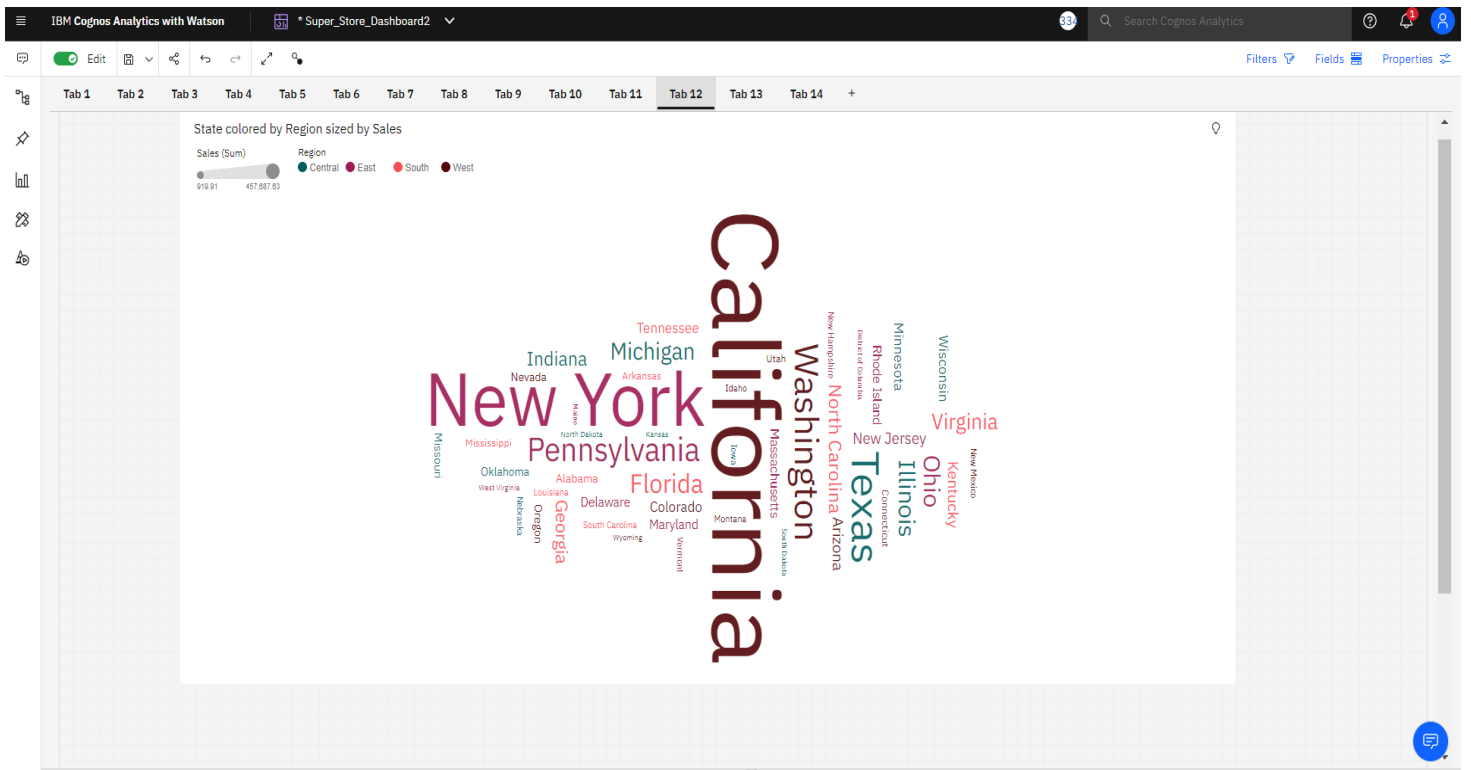 IBM Cognos Analytics with Watson
* Super_Store_Dashboard2
334
Search Cognos Analytics
1
Edit
Filters
Fields
Properties
Tab 1 Tab 2 Tab 3 Tab 4 Tab 5 Tab 6 Tab 7 Tab 8 Tab 9 Tab 10 Tab 11 Tab 12 Tab 13 Tab 14 +
State colored by Region sized by Sales
Sales (Sum)
919.91 457,687.63
Region
Central East South West
California
Tennessee
Michigan
Indiana
Utah
Nevada
Arkansas
Idaho
New York
Maine
North Dakota
Kansas
Pennsylvania
Mississippi
Missouri
Oklahoma
Iowa
Alabama
West Virginia
Louisiana
Florida
Delaware
Colorado
Nebraska
Oregon
Georgia
South Carolina
Maryland
Montana
Wyoming
Vermont
Massachusetts
South Dakota
Washington
New Hampshire
North Carolina
Arizona
District of Columbia
Rhode Island
Minnesota
Wisconsin
Virginia
New Jersey
Texas
Connecticut
Illinois
Ohio
Kentucky
New Mexico